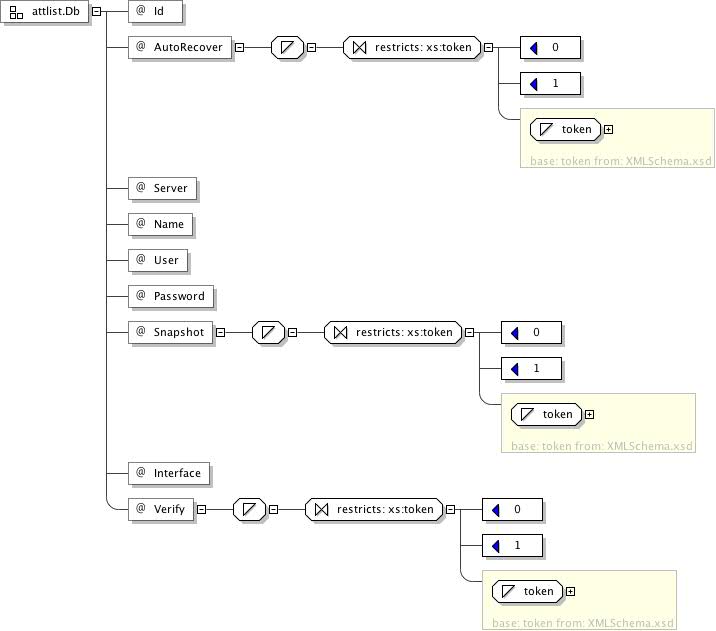 attlist.Db
@ Id
@ AutoRecover
restricts: xs:token
0
1
token
base: token from: XMLSchema.xsd
@ Server
@ Name
@ User
@ Password
@ Snapshot
restricts: xs:token
0
1
token
base: token from: XMLSchema.xsd
@ Interface
@ Verify
restricts: xs:token
0
1
token
base: token from: XMLSchema.xsd